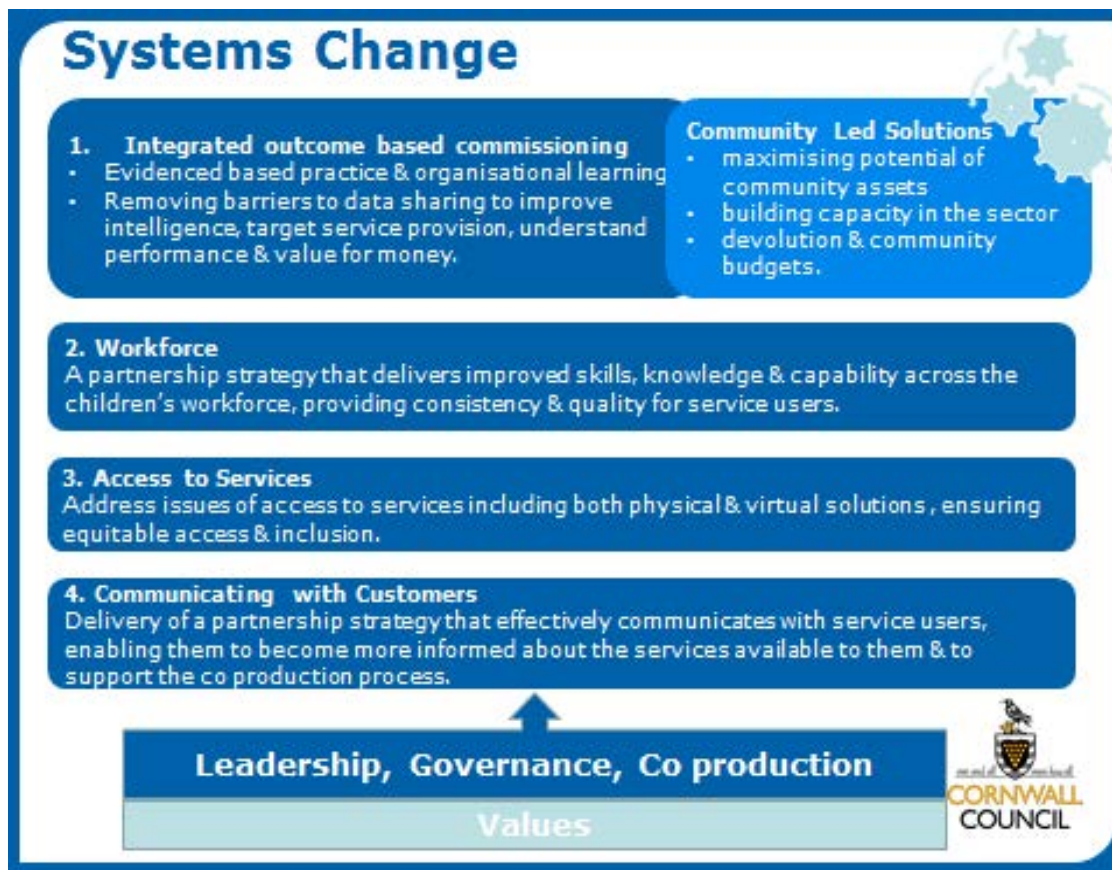 Systems Change
1. Integrated outcome based commissioning
• Evidenced based practice & organisational learning
• Removing barriers to data sharing to improve
intelligence, target service provision, understand
performance & value for money.
Community Led Solutions
• maximising potential of
community assets
• building capacity in the sector
• devolution & community
budgets.
2. Workforce
A partnership strategy that delivers improved skills, knowledge & capability across the
children's workforce, providing consistency & quality for service users.
3. Access to Services
Address issues of access to services including both physical & virtual solutions , ensuring
equitable access & inclusion.
4. Communicating with Customers
Delivery of a partnership strategy that effectively communicates with service users,
enabling them to become more informed about the services available to them & to
support the co production process.
Leadership, Governance, Co production
Values
CORNWALL
COUNCIL